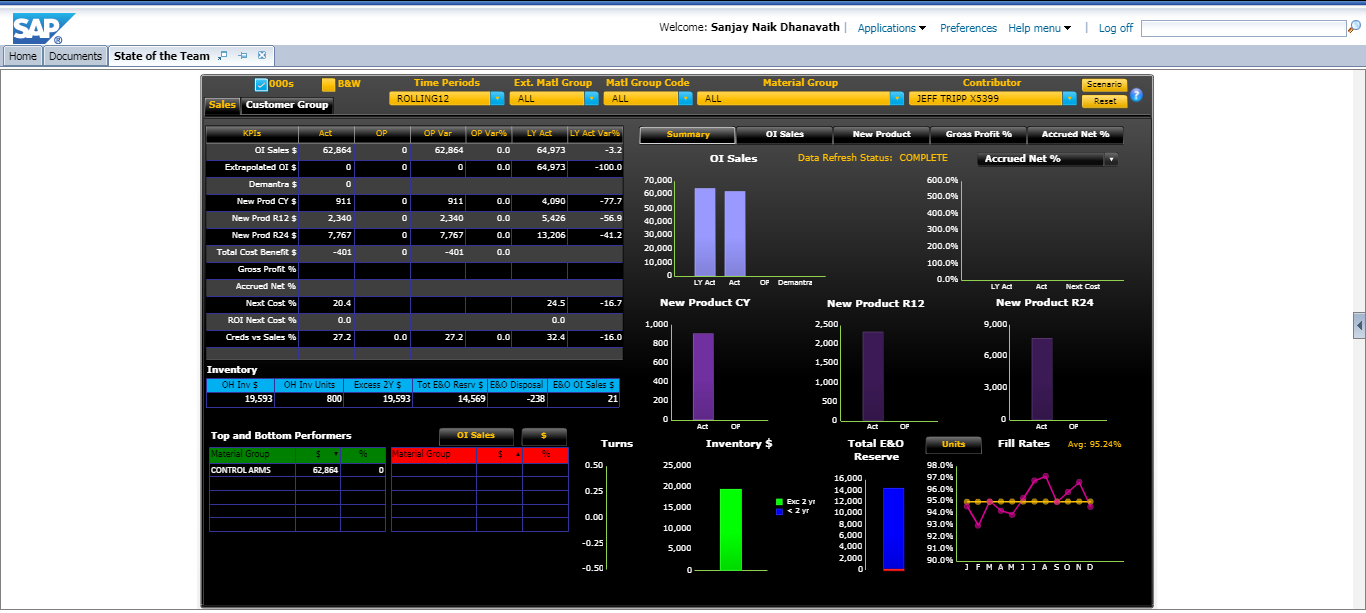 SAP ®
Welcome: Sanjay Naik Dhanavath | Applications Preferences Help menu | Log off
Home Documents State of the Team
000s B&W Time Periods Ext. Matl Group Matl Group Code Material Group Contributor Scenario
ROLLING12 ALL ALL ALL JEFF TRIPP X5399 Reset ?
Sales Customer Group
KPIs Act OP OP Var OP Var% LY Act LY Act Var%
OI Sales $ 62,864 0 62,864 0.0 64,973 -3.2
Extrapolated OI $ 0 0 0 0.0 64,973 -100.0
Demantra $ 0
New Prod CY $ 911 0 911 0.0 4,090 -77.7
New Prod R12 $ 2,340 0 2,340 0.0 5,426 -56.9
New Prod R24 $ 7,767 0 7,767 0.0 13,206 -41.2
Total Cost Benefit $ -401 0 -401 0.0
Gross Profit %
Accrued Net %
Next Cost % 20.4 24.5 -16.7
ROI Next Cost % 0.0 0.0
Creds vs Sales % 27.2 0.0 27.2 0.0 32.4 -16.0
Inventory
OH Inv $ OH Inv Units Excess 2Y $ Tot E&O Resrv $ E&O Disposal E&O OI Sales $
19,593 800 19,593 14,569 -238 21
Top and Bottom Performers OI Sales $
Material Group $ % Material Group $ %
CONTROL ARMS 62,864 0
Summary OI Sales New Product Gross Profit % Accrued Net %
OI Sales Data Refresh Status: COMPLETE Accrued Net %
70,000
60,000
50,000
40,000
30,000
20,000
10,000
0
LY Act Act OP Demantra
600.0%
500.0%
400.0%
300.0%
200.0%
100.0%
0.0%
LY Act Act Next Cost
New Product CY
1,000
800
600
400
200
0
Act OP
New Product R12
2,500
2,000
1,500
1,000
500
0
Act OP
New Product R24
9,000
6,000
3,000
0
Act OP
Turns
0.50
0.25
0.00
-0.25
-0.50
Inventory $
25,000
20,000
15,000
10,000
5,000
0
Exc 2 yr
< 2 yr
Total E&O
Reserve
16,000
14,000
12,000
10,000
8,000
6,000
4,000
2,000
0
Units Fill Rates Avg: 95.24%
98.0%
97.0%
96.0%
95.0%
94.0%
93.0%
92.0%
91.0%
90.0%
J F M A M J J A S O N D